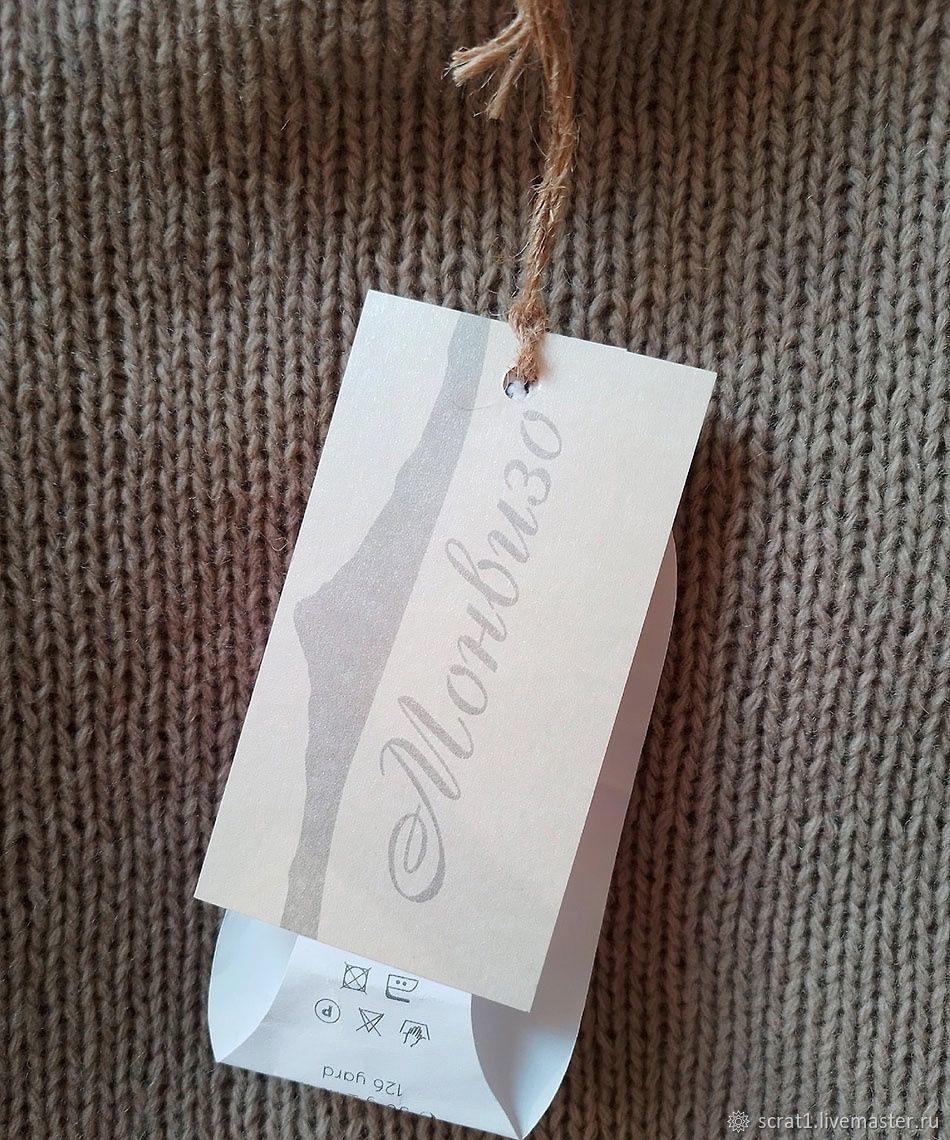 Монвизо
P
126 yard
scrat1.livemaster.ru